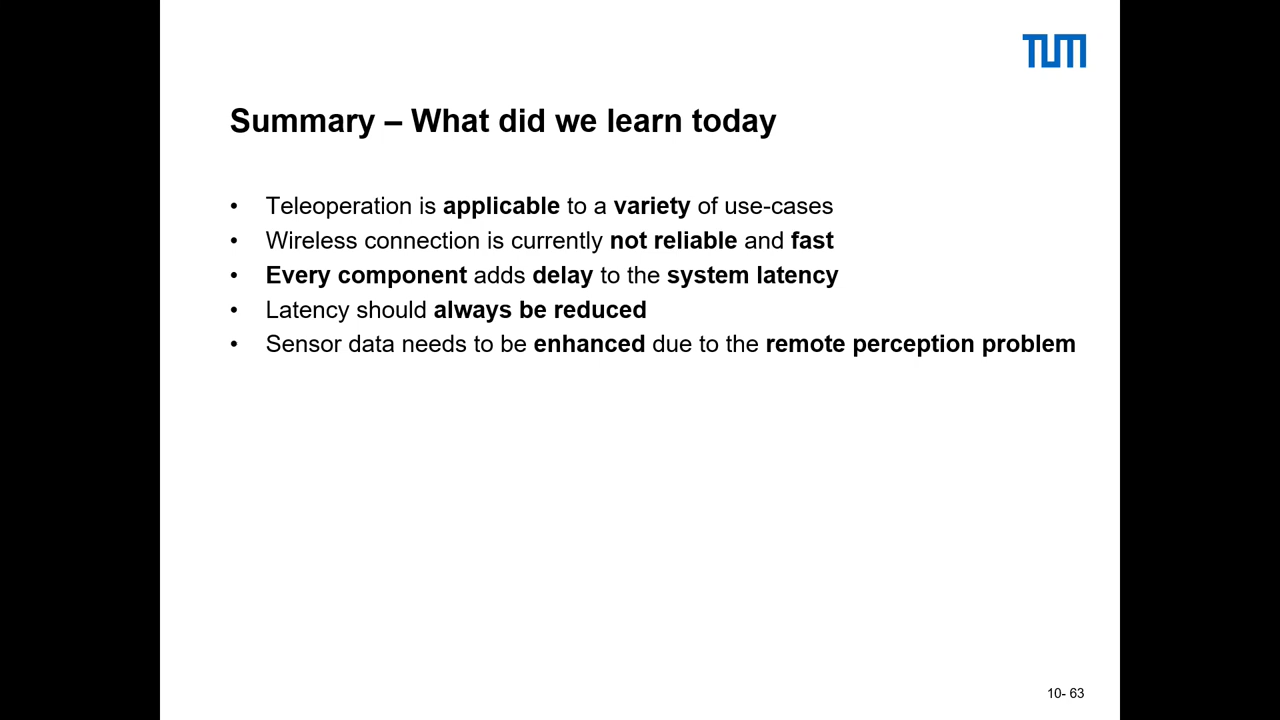 TUM
Summary – What did we learn today
• Teleoperation is applicable to a variety of use-cases
• Wireless connection is currently not reliable and fast
• Every component adds delay to the system latency
• Latency should always be reduced
• Sensor data needs to be enhanced due to the remote perception problem
10- 63